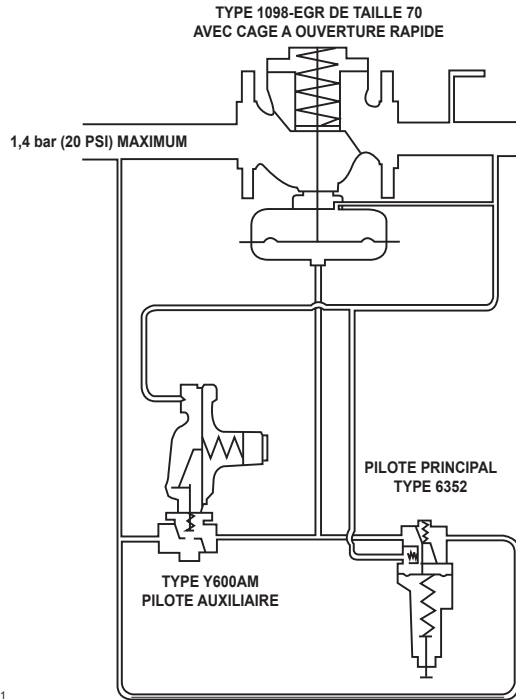 TYPE 1098-EGR DE TAILLE 70
AVEC CAGE A OUVERTURE RAPIDE
1,4 bar (20 PSI) MAXIMUM
PILOTE PRINCIPAL
TYPE 6352
TYPE Y600AM
PILOTE AUXILIAIRE
1